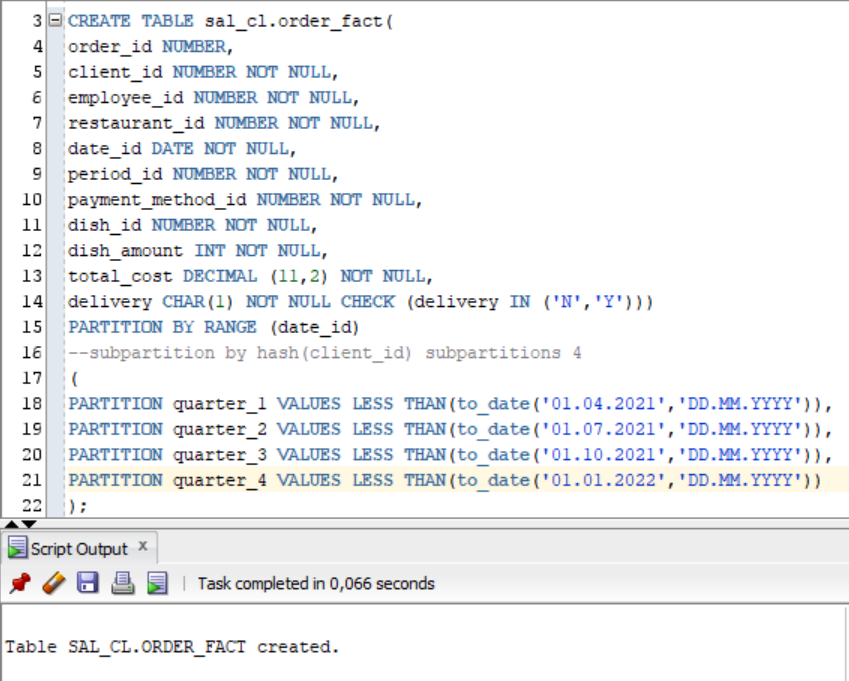 3 CREATE TABLE sal_cl.order_fact(
4 order_id NUMBER,
5 client_id NUMBER NOT NULL,
6 employee_id NUMBER NOT NULL,
7 restaurant_id NUMBER NOT NULL,
8 date_id DATE NOT NULL,
9 period_id NUMBER NOT NULL,
10 payment_method_id NUMBER NOT NULL,
11 dish_id NUMBER NOT NULL,
12 dish_amount INT NOT NULL,
13 total_cost DECIMAL (11,2) NOT NULL,
14 delivery CHAR(1) NOT NULL CHECK (delivery IN ('N','Y')))
15 PARTITION BY RANGE (date_id)
16 --subpartition by hash(client_id) subpartitions 4
17 (
18 PARTITION quarter_1 VALUES LESS THAN(to_date('01.04.2021','DD.MM.YYYY')),
19 PARTITION quarter_2 VALUES LESS THAN(to_date('01.07.2021','DD.MM.YYYY')),
20 PARTITION quarter_3 VALUES LESS THAN(to_date('01.10.2021','DD.MM.YYYY')),
21 PARTITION quarter_4 VALUES LESS THAN(to_date('01.01.2022','DD.MM.YYYY'))
22 );
Script Output x
Task completed in 0,066 seconds
Table SAL_CL.ORDER_FACT created.